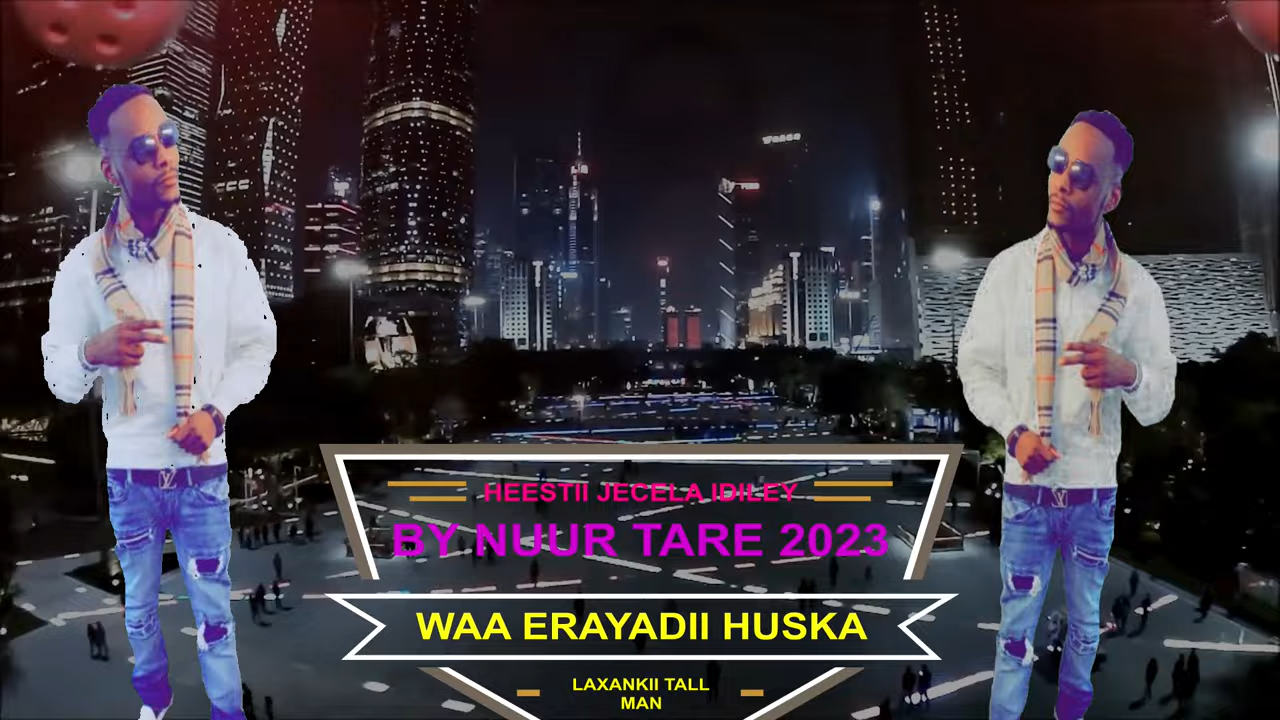 HEESTII JECELA IDILEY
BY NUUR TARE 2023
WAA ERAYADII HUSKA
LAXANKII TALL
MAN